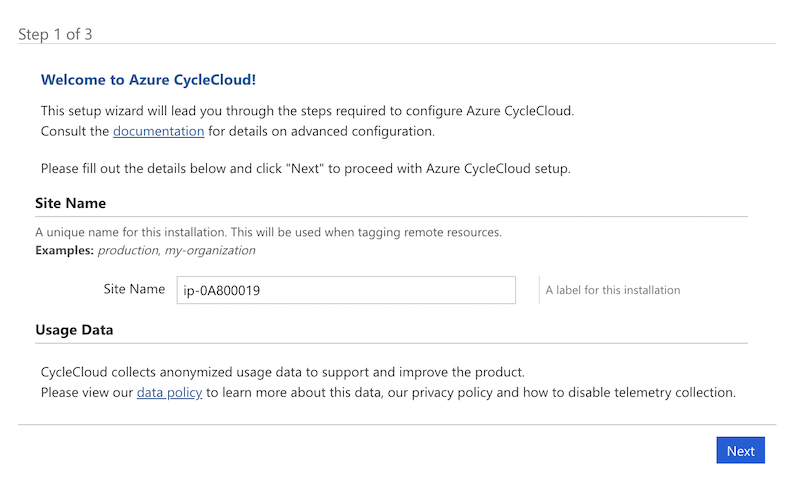 Step 1 of 3
Welcome to Azure CycleCloud!
This setup wizard will lead you through the steps required to configure Azure CycleCloud.
Consult the documentation for details on advanced configuration.
Please fill out the details below and click "Next" to proceed with Azure CycleCloud setup.
Site Name
A unique name for this installation. This will be used when tagging remote resources.
Examples: production, my-organization
Site Name ip-0A800019 A label for this installation
Usage Data
CycleCloud collects anonymized usage data to support and improve the product.
Please view our data policy to learn more about this data, our privacy policy and how to disable telemetry collection.
Next